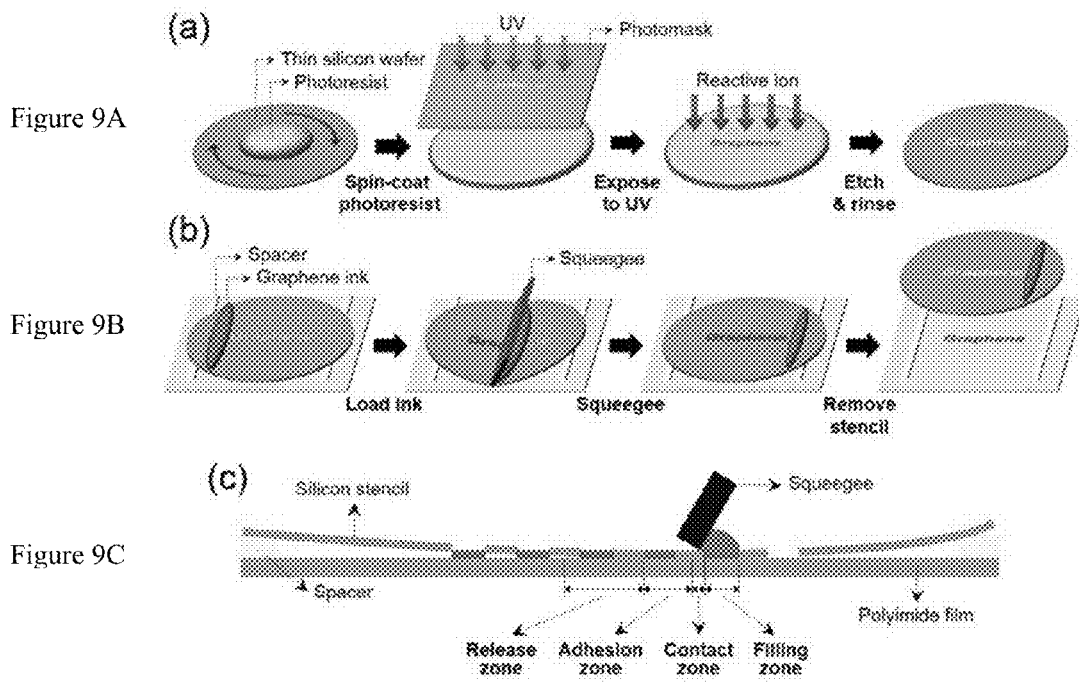 (a)
UV
Photomask
Thin silicon wafer
Photoresist
Reactive ion
Figure 9A
Spin-coat
photoresist
Expose
to UV
Etch
& rinse
(b)
Spacer
Graphene ink
Squeegee
Figure 9B
Graphene
Load ink
Squeegee
Remove
stencil
(c)
Silicon stencil
Squeegee
Figure 9C
Spacer
Polyimide film
Release
zone
Adhesion
zone
Contact
zone
Filling
zone